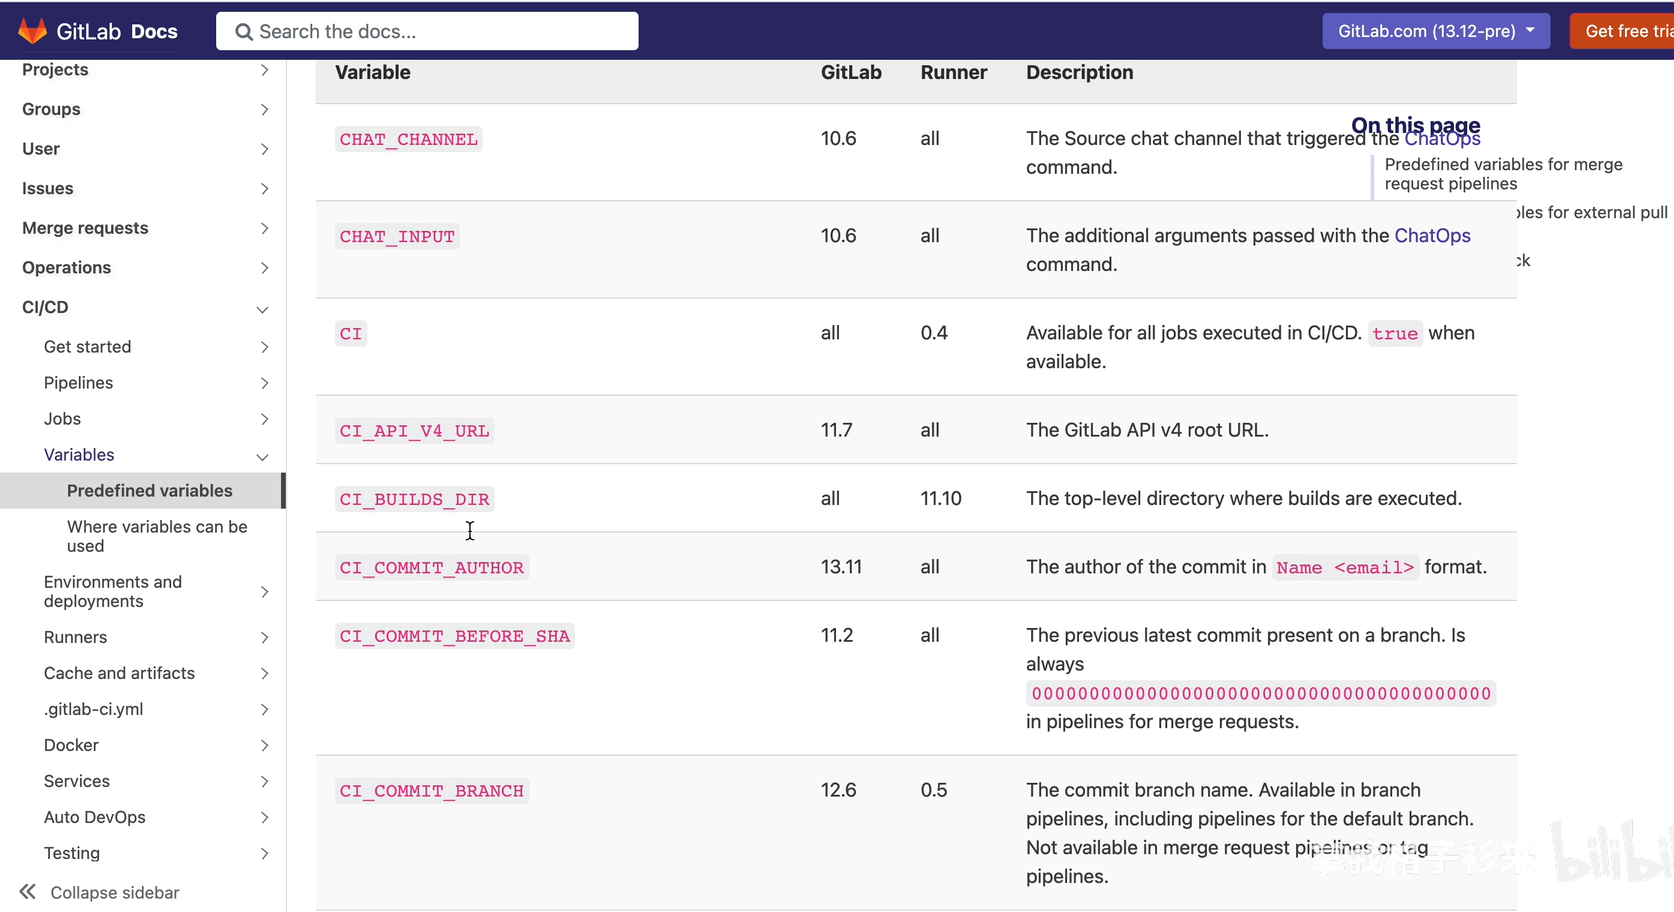 GitLab Docs
Search the docs...
GitLab.com (13.12-pre)
Get free
Projects
Groups
User
Issues
Merge requests
Operations
CI/CD
Get started
Pipelines
Jobs
Variables
Predefined variables
Where variables can be
used
Environments and
deployments
Runners
Cache and artifacts
.gitlab-ci.yml
Docker
Services
Auto DevOps
Testing
Collapse sidebar
Variable GitLab Runner Description
CHAT_CHANNEL 10.6 all The Source chat channel that triggered the ChatOps
command.
CHAT_INPUT 10.6 all The additional arguments passed with the ChatOps
command.
CI all 0.4 Available for all jobs executed in CI/CD. true when
available.
CI_API_V4_URL 11.7 all The GitLab API v4 root URL.
CI_BUILDS_DIR all 11.10 The top-level directory where builds are executed.
CI_COMMIT_AUTHOR 13.11 all The author of the commit in Name <email> format.
CI_COMMIT_BEFORE_SHA 11.2 all The previous latest commit present on a branch. Is
always
0000000000000000000000000000000000000000
in pipelines for merge requests.
CI_COMMIT_BRANCH 12.6 0.5 The commit branch name. Available in branch
pipelines, including pipelines for the default branch.
Not available in merge request pipelines or tag
pipelines.
On this page
Predefined variables for merge
request pipelines
for external pull
拿我格子衫来 bilibili